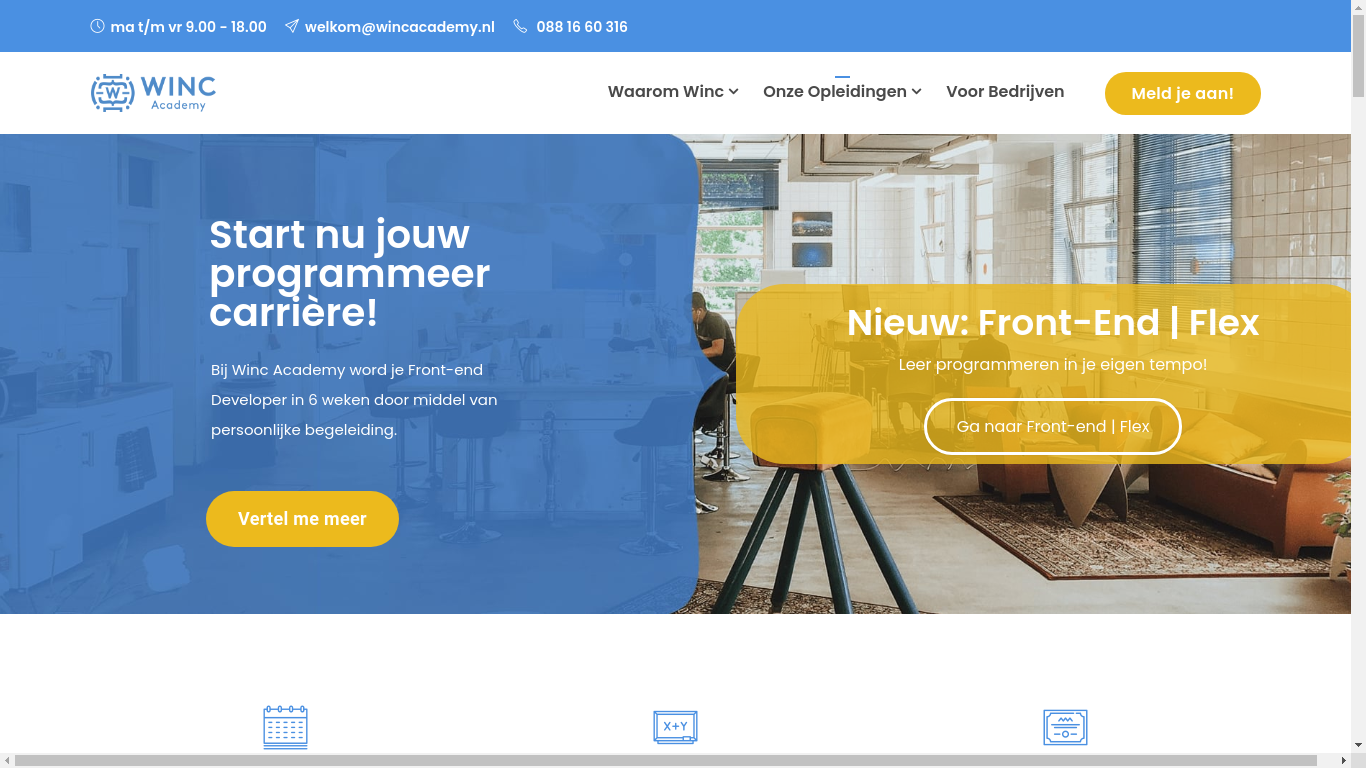 ma t/m vr 9.00 - 18.00 welkom@wincacademy.nl 088 16 60 316
W WINC
Academy
Waarom Winc Onze Opleidingen Voor Bedrijven Meld je aan!
Start nu jouw
programmeer
carrière!
Bij Winc Academy word je Front-end
Developer in 6 weken door middel van
persoonlijke begeleiding.
Vertel me meer
Nieuw: Front-End | Flex
Leer programmeren in je eigen tempo!
Ga naar Front-end | Flex
X+Y